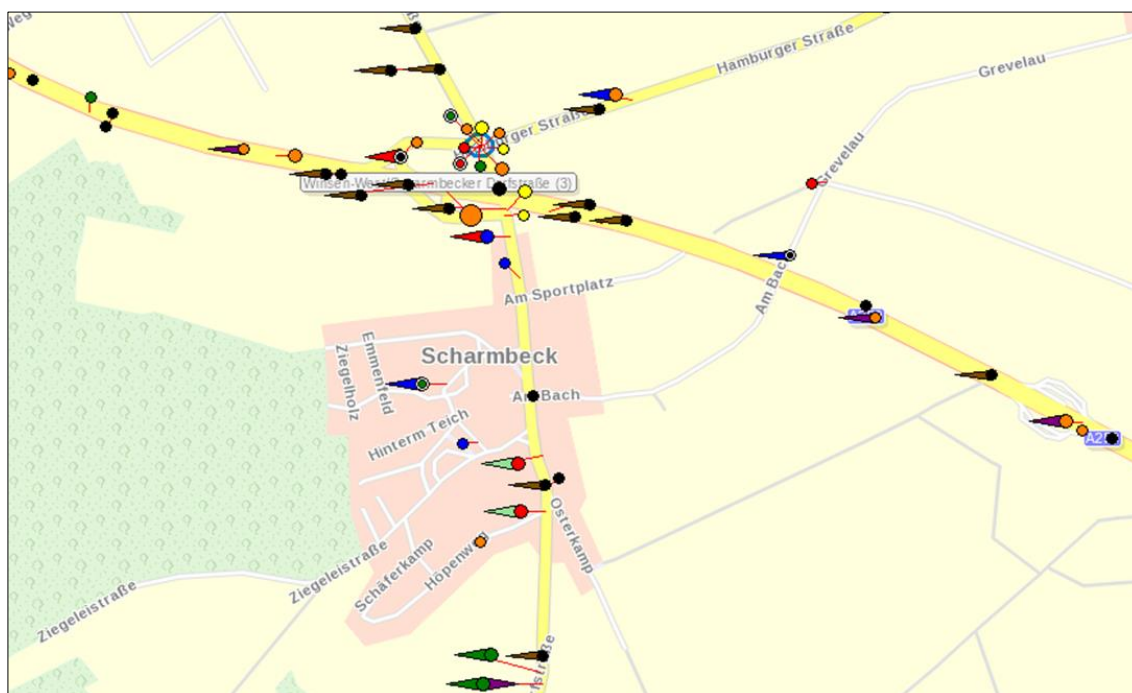 Hamburger Straße
Grevelau
Grevelau
Am Sportplatz
Am Bach
Scharmbeck
Emmenfeld
Ziegelholz
Am Bach
Hinterm Teich
Osterkamp
Höpenweg
Schäferkamp
Ziegeleistraße
Ziegeleistraße